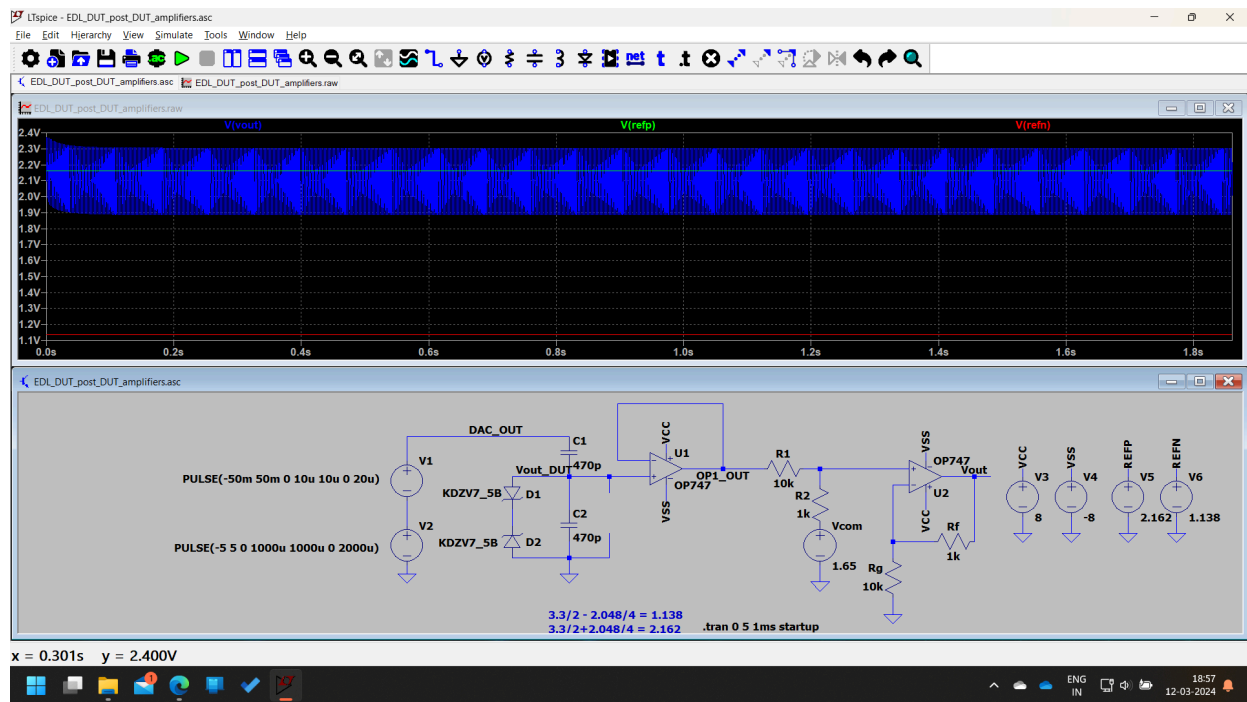 LTspice - EDL_DUT_post_DUT_amplifiers.asc
File Edit Hierarchy View Simulate Tools Window Help
.ac net t .t
EDL_DUT_post_DUT_amplifiers.asc EDL_DUT_post_DUT_amplifiers.raw
EDL_DUT_post_DUT_amplifiers.raw
V(vout) V(refp) V(refn)
2.4V
2.3V
2.2V
2.1V
2.0V
1.9V
1.8V
1.7V
1.6V
1.5V
1.4V
1.3V
1.2V
1.1V
0.0s 0.2s 0.4s 0.6s 0.8s 1.0s 1.2s 1.4s 1.6s 1.8s
EDL_DUT_post_DUT_amplifiers.asc
DAC_OUT
V1
PULSE(-50m 50m 0 10u 10u 0 20u)
V2
PULSE(-5 5 0 1000u 1000u 0 2000u)
C1
470p
Vout_DUT
KDZV7_5B D1
C2
470p
KDZV7_5B D2
VCC
U1
OP747
VSS
OP1_OUT
R1
10k
R2
1k
Vcom
1.65
VSS
OP747
U2
VCC
Vout
Rf
1k
Rg
10k
VCC
V3
8
VSS
V4
-8
REFP
V5
2.162
REFN
V6
1.138
3.3/2 - 2.048/4 = 1.138
3.3/2+2.048/4 = 2.162
.tran 0 5 1ms startup
x = 0.301s y = 2.400V
1
ENG
IN
18:57
12-03-2024